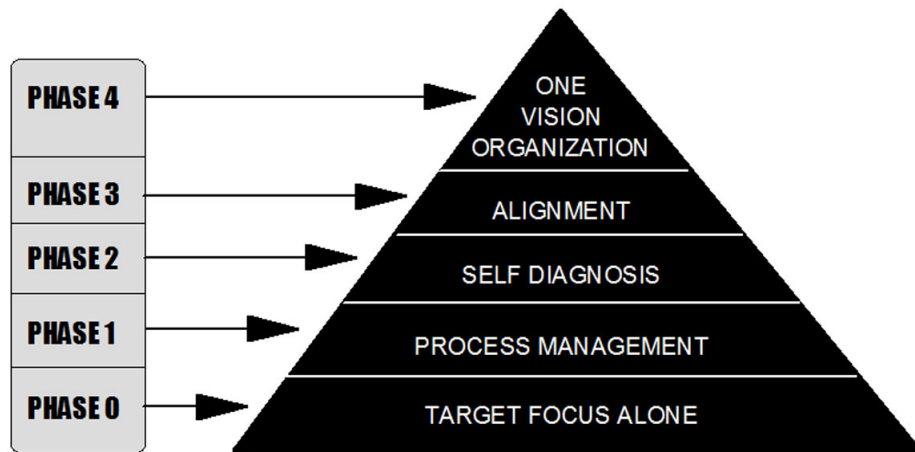 PHASE 4
ONE
VISION
ORGANIZATION
PHASE 3
ALIGNMENT
PHASE 2
SELF DIAGNOSIS
PHASE 1
PROCESS MANAGEMENT
PHASE 0
TARGET FOCUS ALONE